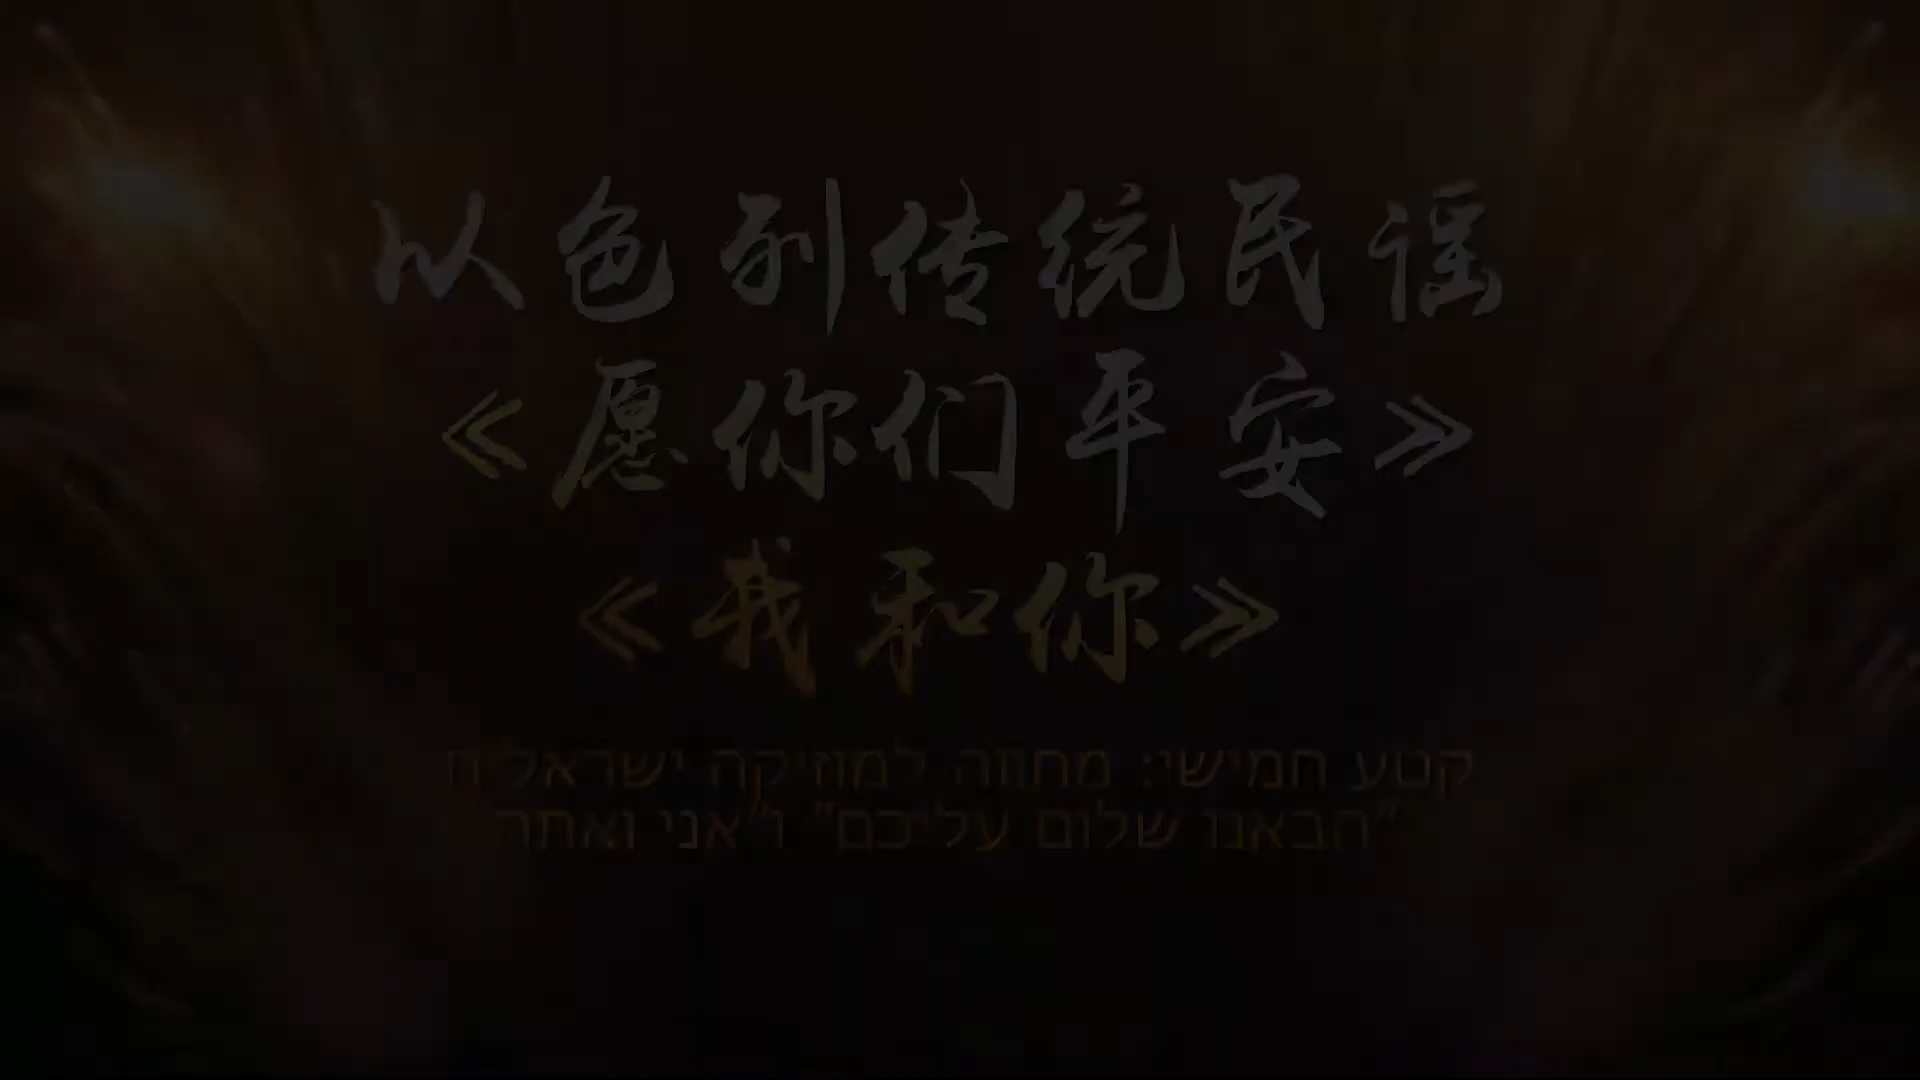 以色列传统民谣
《愿你们平安》
《我和你》
קטע חמישי: מחווה למוזיקה ישראלית
"הבאנו שלום עליכם" ו"אני ואתה